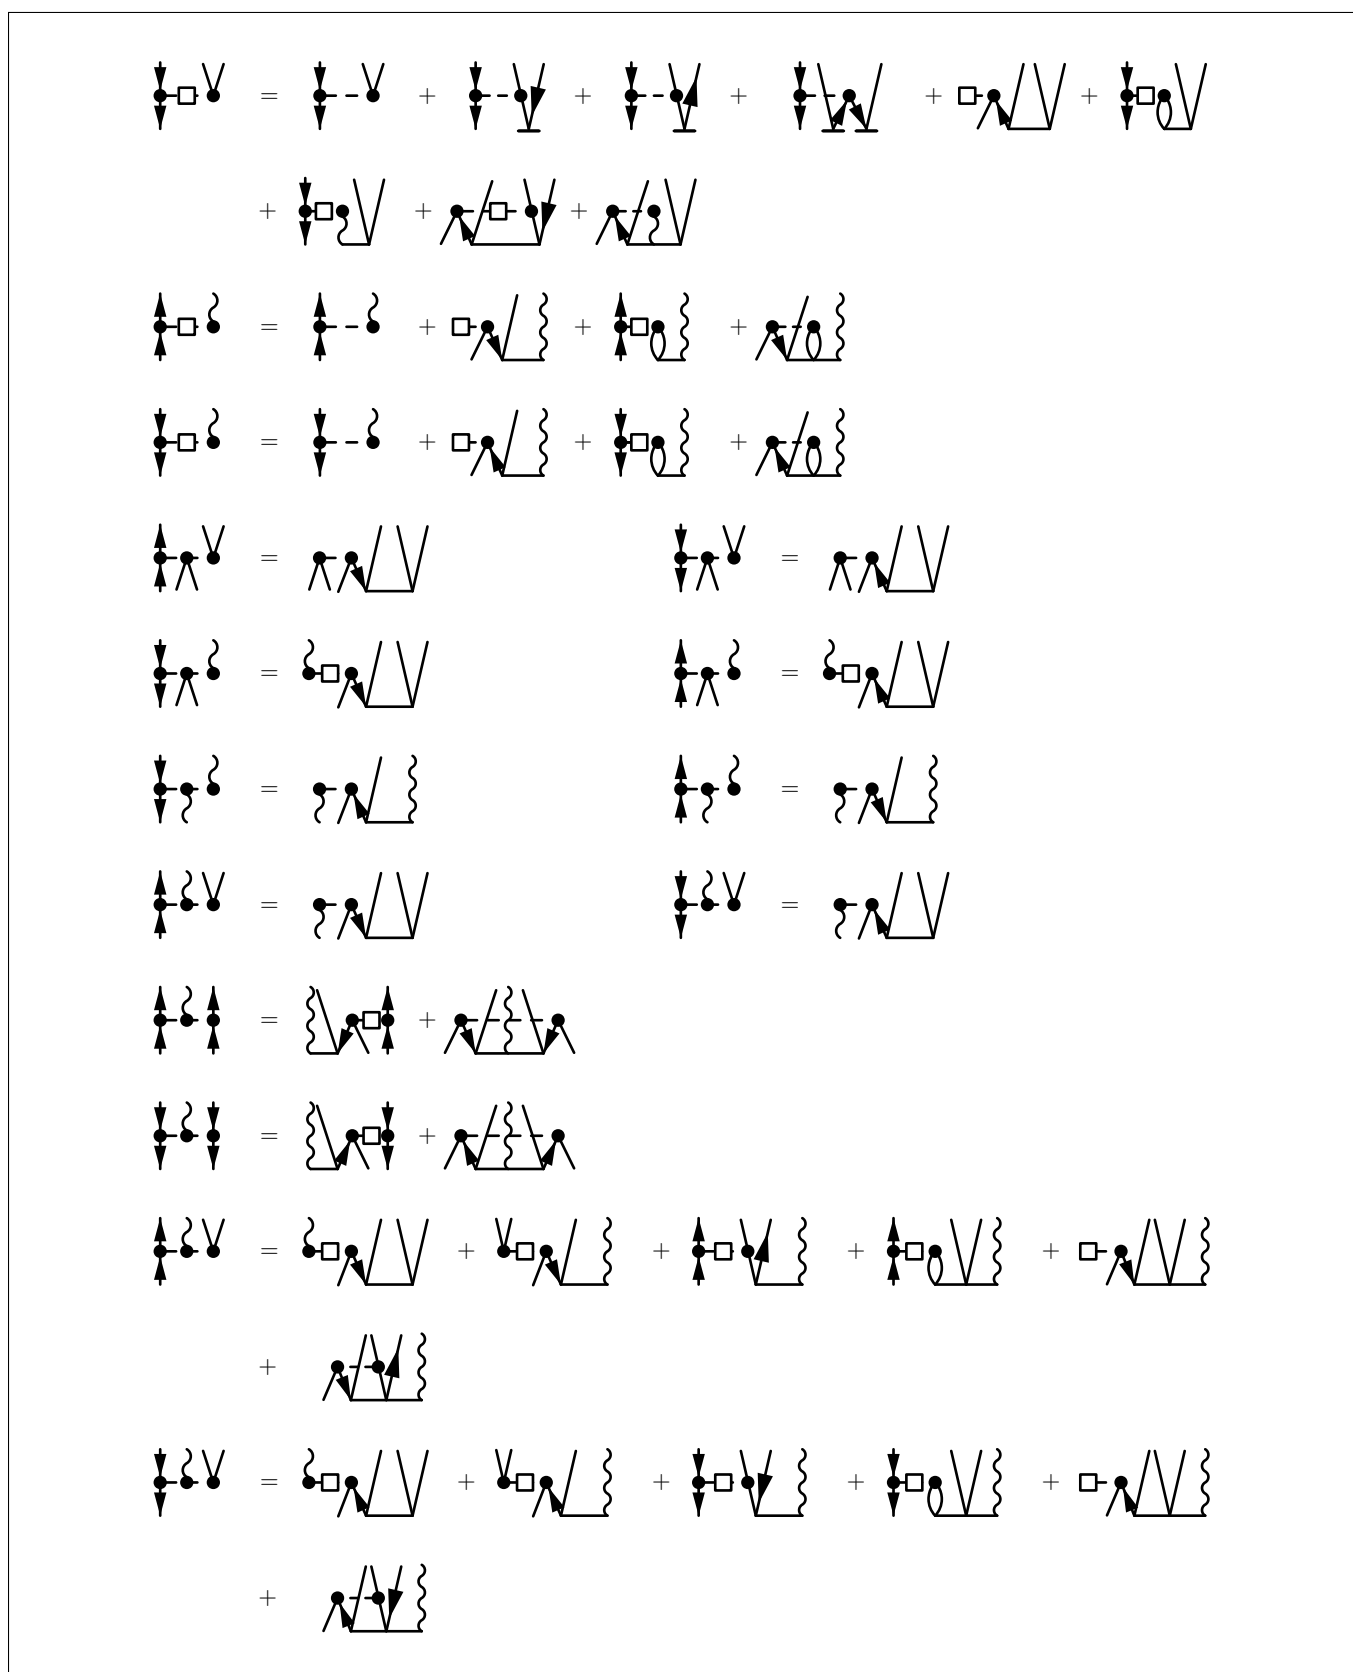 = + + + + +
+ + +
= + + +
= + + +
= =
= =
= =
= =
= +
= +
= + + + +
+
= + + + +
+